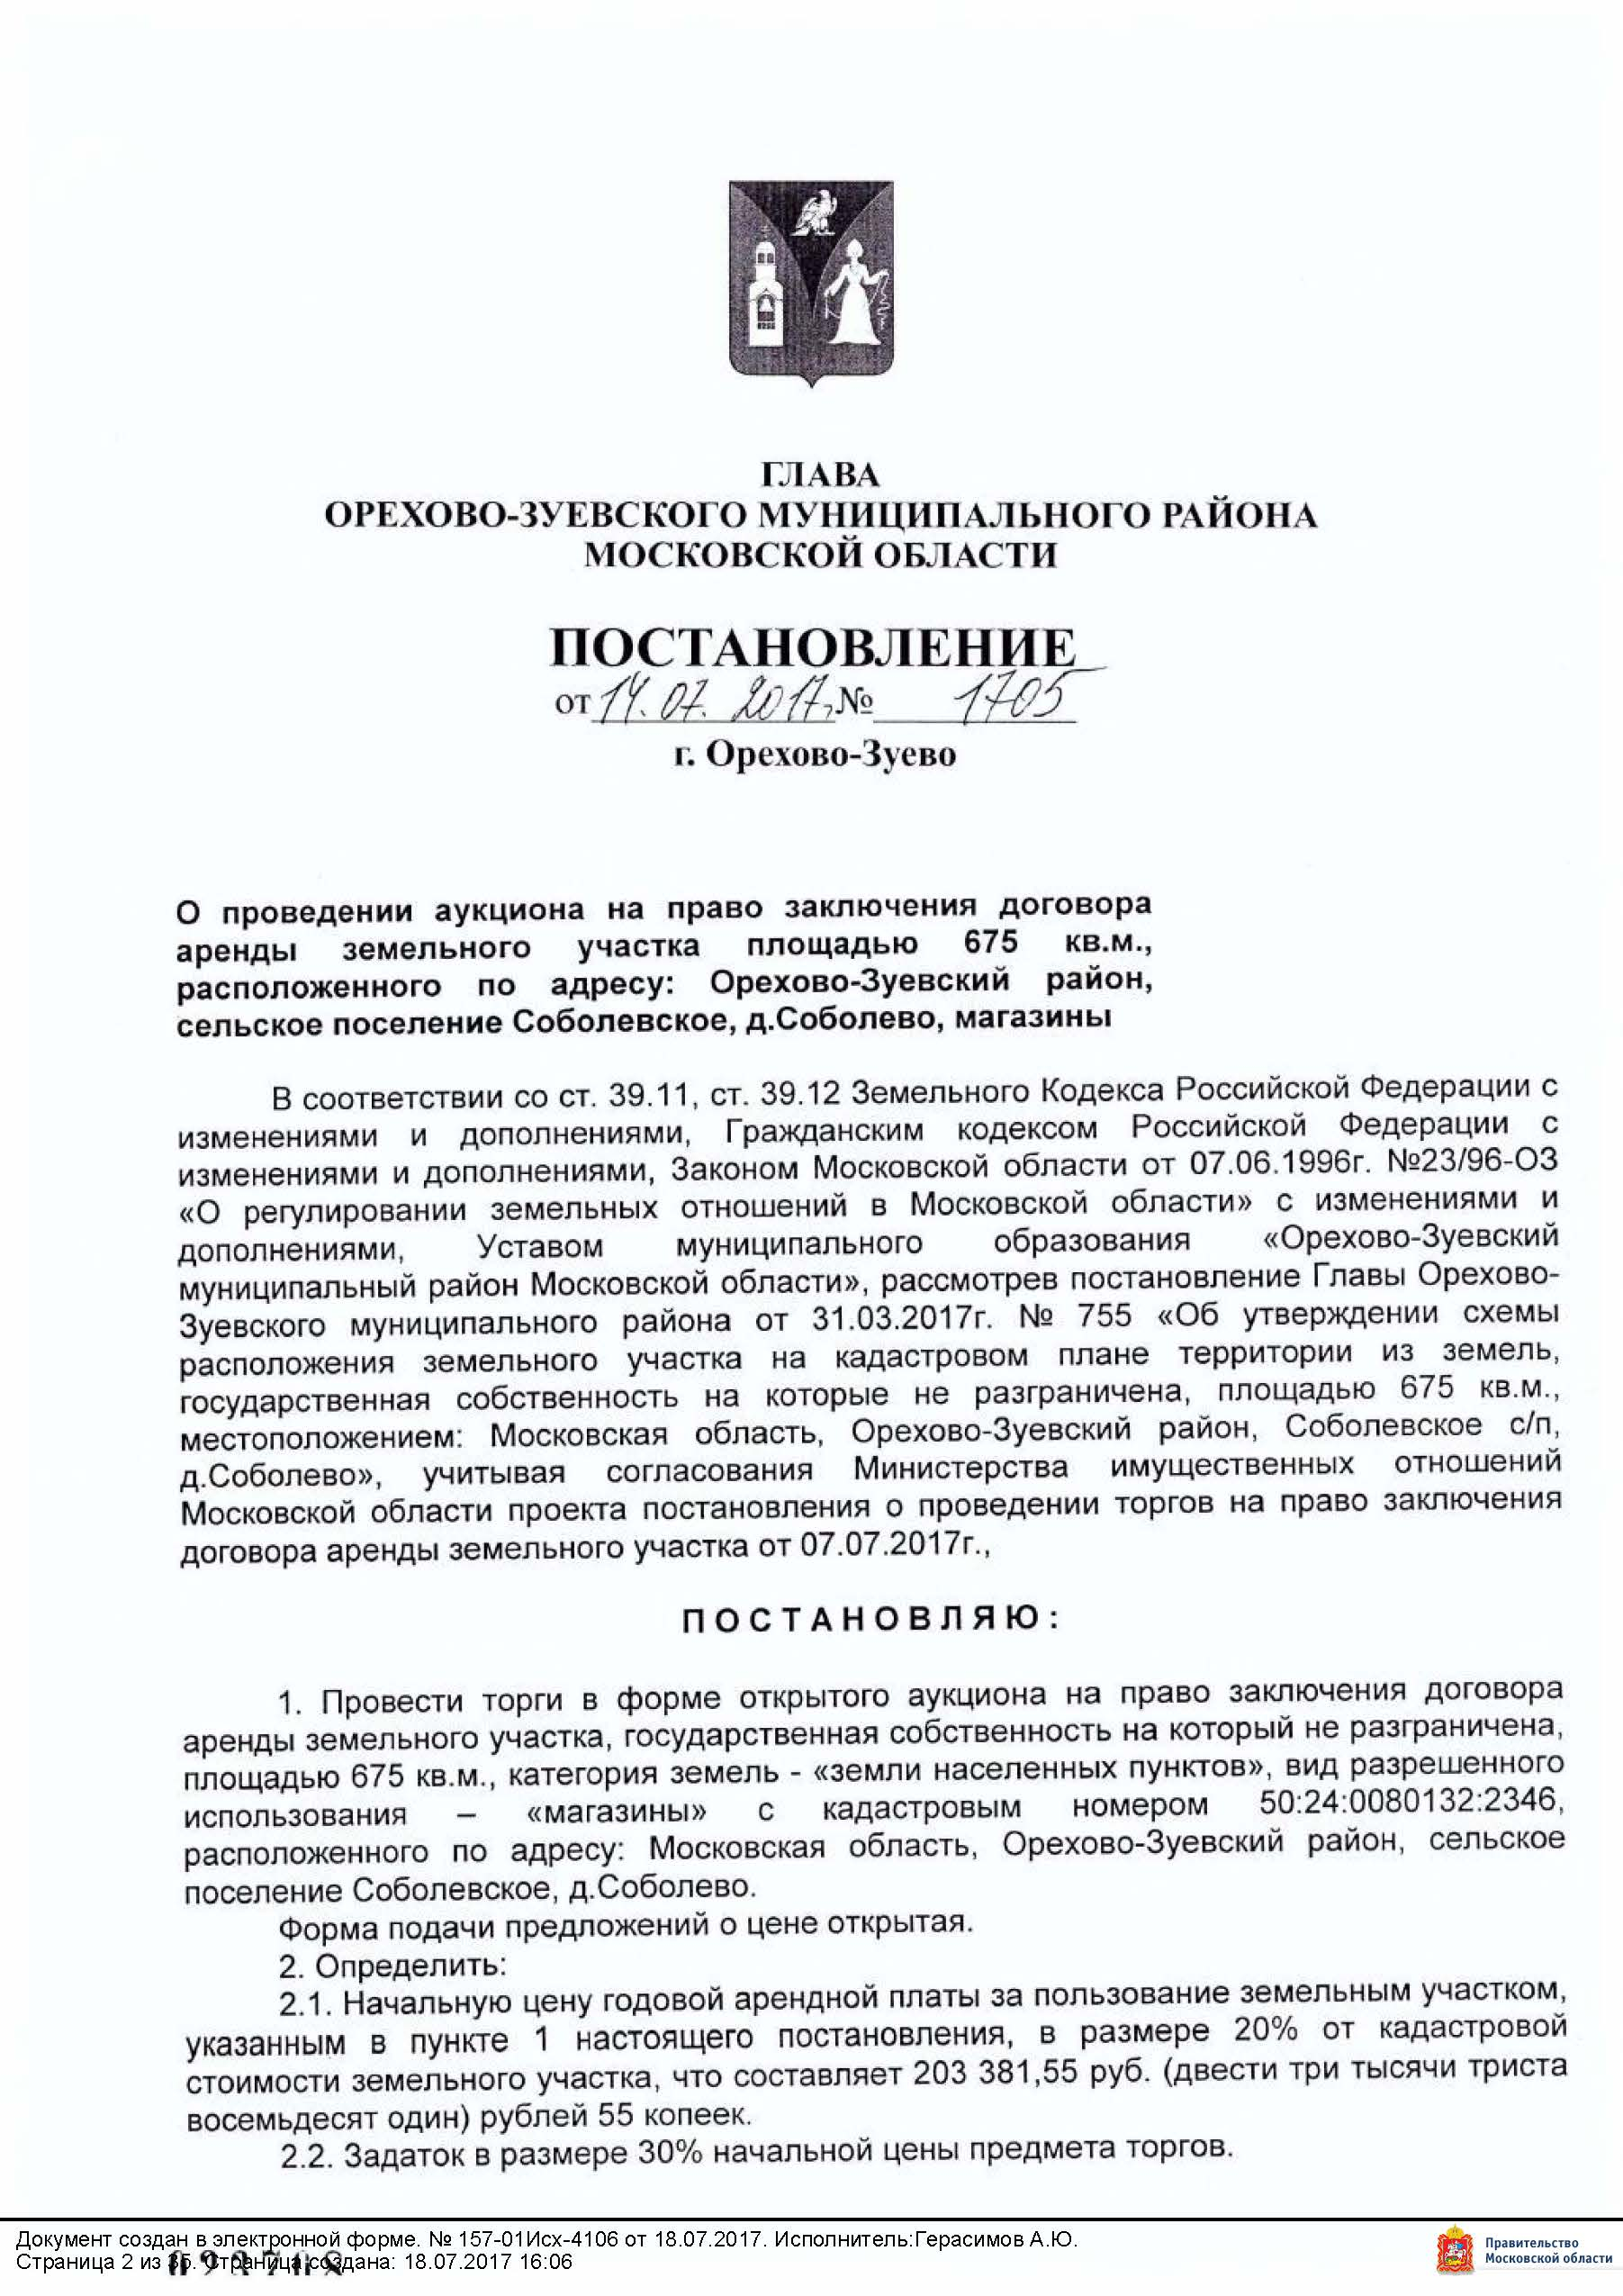 ГЛАВА
ОРЕХОВО-ЗУЕВСКОГО МУНИЦИПАЛЬНОГО РАЙОНА
МОСКОВСКОЙ ОБЛАСТИ
ПОСТАНОВЛЕНИЕ
от 14.07.2017г № 1705
г. Орехово-Зуево
О проведении аукциона на право заключения договора
аренды земельного участка площадью 675 кв.м.,
расположенного по адресу: Орехово-Зуевский район,
сельское поселение Соболевское, д.Соболево, магазины
В соответствии со ст. 39.11, ст. 39.12 Земельного Кодекса Российской Федерации с
изменениями и дополнениями, Гражданским кодексом Российской Федерации с
изменениями и дополнениями, Законом Московской области от 07.06.1996г. №23/96-ОЗ
«О регулировании земельных отношений в Московской области» с изменениями и
дополнениями, Уставом муниципального образования «Орехово-Зуевский
муниципальный район Московской области», рассмотрев постановление Главы Орехово-
Зуевского муниципального района от 31.03.2017г. № 755 «Об утверждении схемы
расположения земельного участка на кадастровом плане территории из земель,
государственная собственность на которые не разграничена, площадью 675 кв.м.,
местоположением: Московская область, Орехово-Зуевский район, Соболевское с/п,
д.Соболево», учитывая согласования Министерства имущественных отношений
Московской области проекта постановления о проведении торгов на право заключения
договора аренды земельного участка от 07.07.2017г.,
П О С Т А Н О В Л Я Ю :
1. Провести торги в форме открытого аукциона на право заключения договора
аренды земельного участка, государственная собственность на который не разграничена,
площадью 675 кв.м., категория земель - «земли населенных пунктов», вид разрешенного
использования – «магазины» с кадастровым номером 50:24:0080132:2346,
расположенного по адресу: Московская область, Орехово-Зуевский район, сельское
поселение Соболевское, д.Соболево.
Форма подачи предложений о цене открытая.
2. Определить:
2.1. Начальную цену годовой арендной платы за пользование земельным участком,
указанным в пункте 1 настоящего постановления, в размере 20% от кадастровой
стоимости земельного участка, что составляет 203 381,55 руб. (двести три тысячи триста
восемьдесят один) рублей 55 копеек.
2.2. Задаток в размере 30% начальной цены предмета торгов.
Документ создан в электронной форме. № 157-01Исх-4106 от 18.07.2017. Исполнитель:Герасимов А.Ю.
Страница 2 из 35. Страница создана: 18.07.2017 16:06
Правительство
Московской области